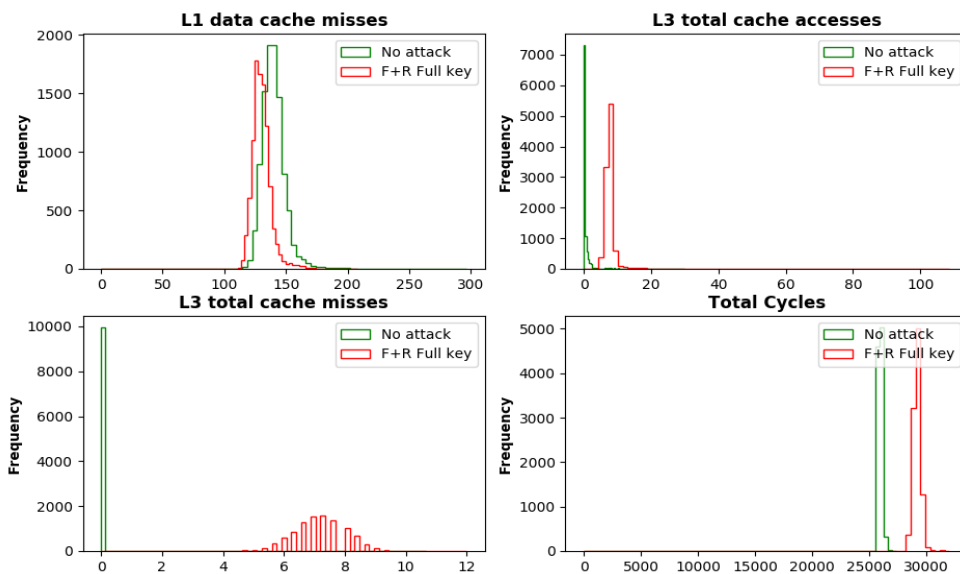 L1 data cache misses
Frequency
2000
1500
1000
500
0
0 50 100 150 200 250 300
No attack
F+R Full key
L3 total cache accesses
Frequency
7000
6000
5000
4000
3000
2000
1000
0
0 20 40 60 80 100
No attack
F+R Full key
L3 total cache misses
Frequency
10000
8000
6000
4000
2000
0
0 2 4 6 8 10 12
No attack
F+R Full key
Total Cycles
Frequency
5000
4000
3000
2000
1000
0
0 5000 10000 15000 20000 25000 30000
No attack
F+R Full key